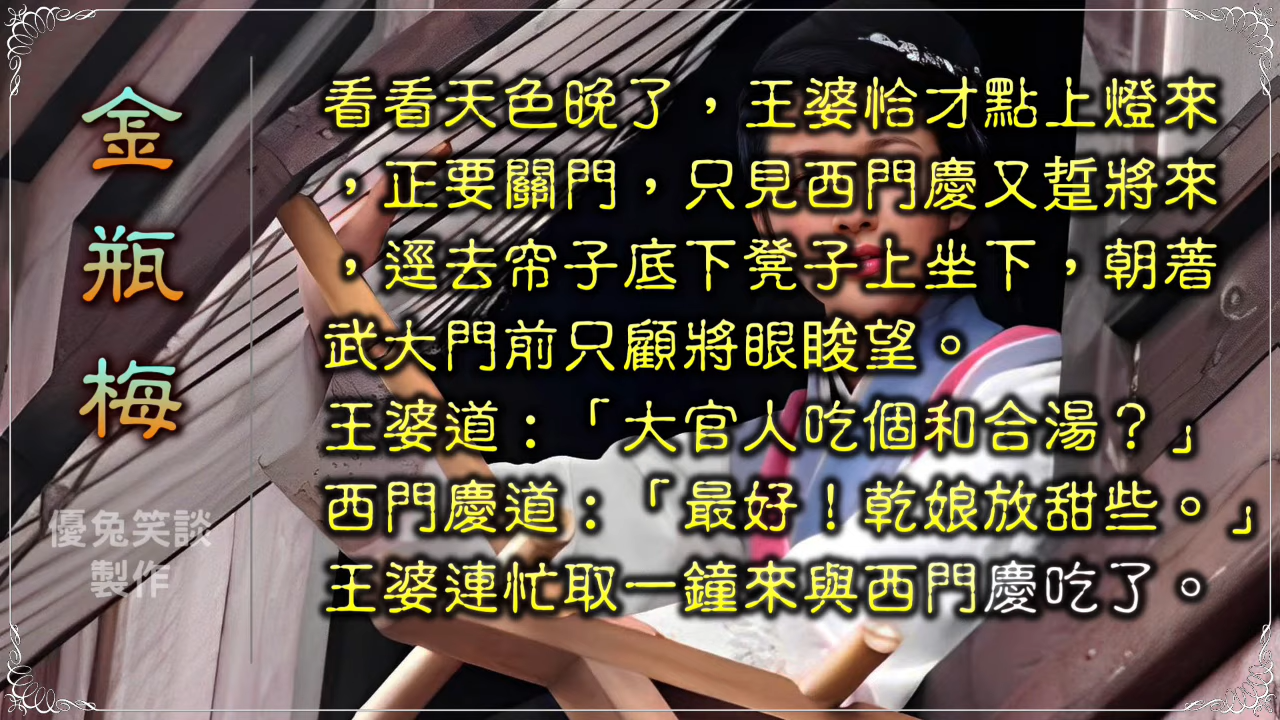 金瓶梅
看看天色晚了，王婆恰才點上燈來
，正要關門，只見西門慶又踅將來
，逕去帘子底下凳子上坐下，朝著
武大門前只顧將眼睃望。
王婆道：「大官人吃個和合湯？」
西門慶道：「最好！乾娘放甜些。」
王婆連忙取一鐘來與西門慶吃了。
優兔笑談
製作